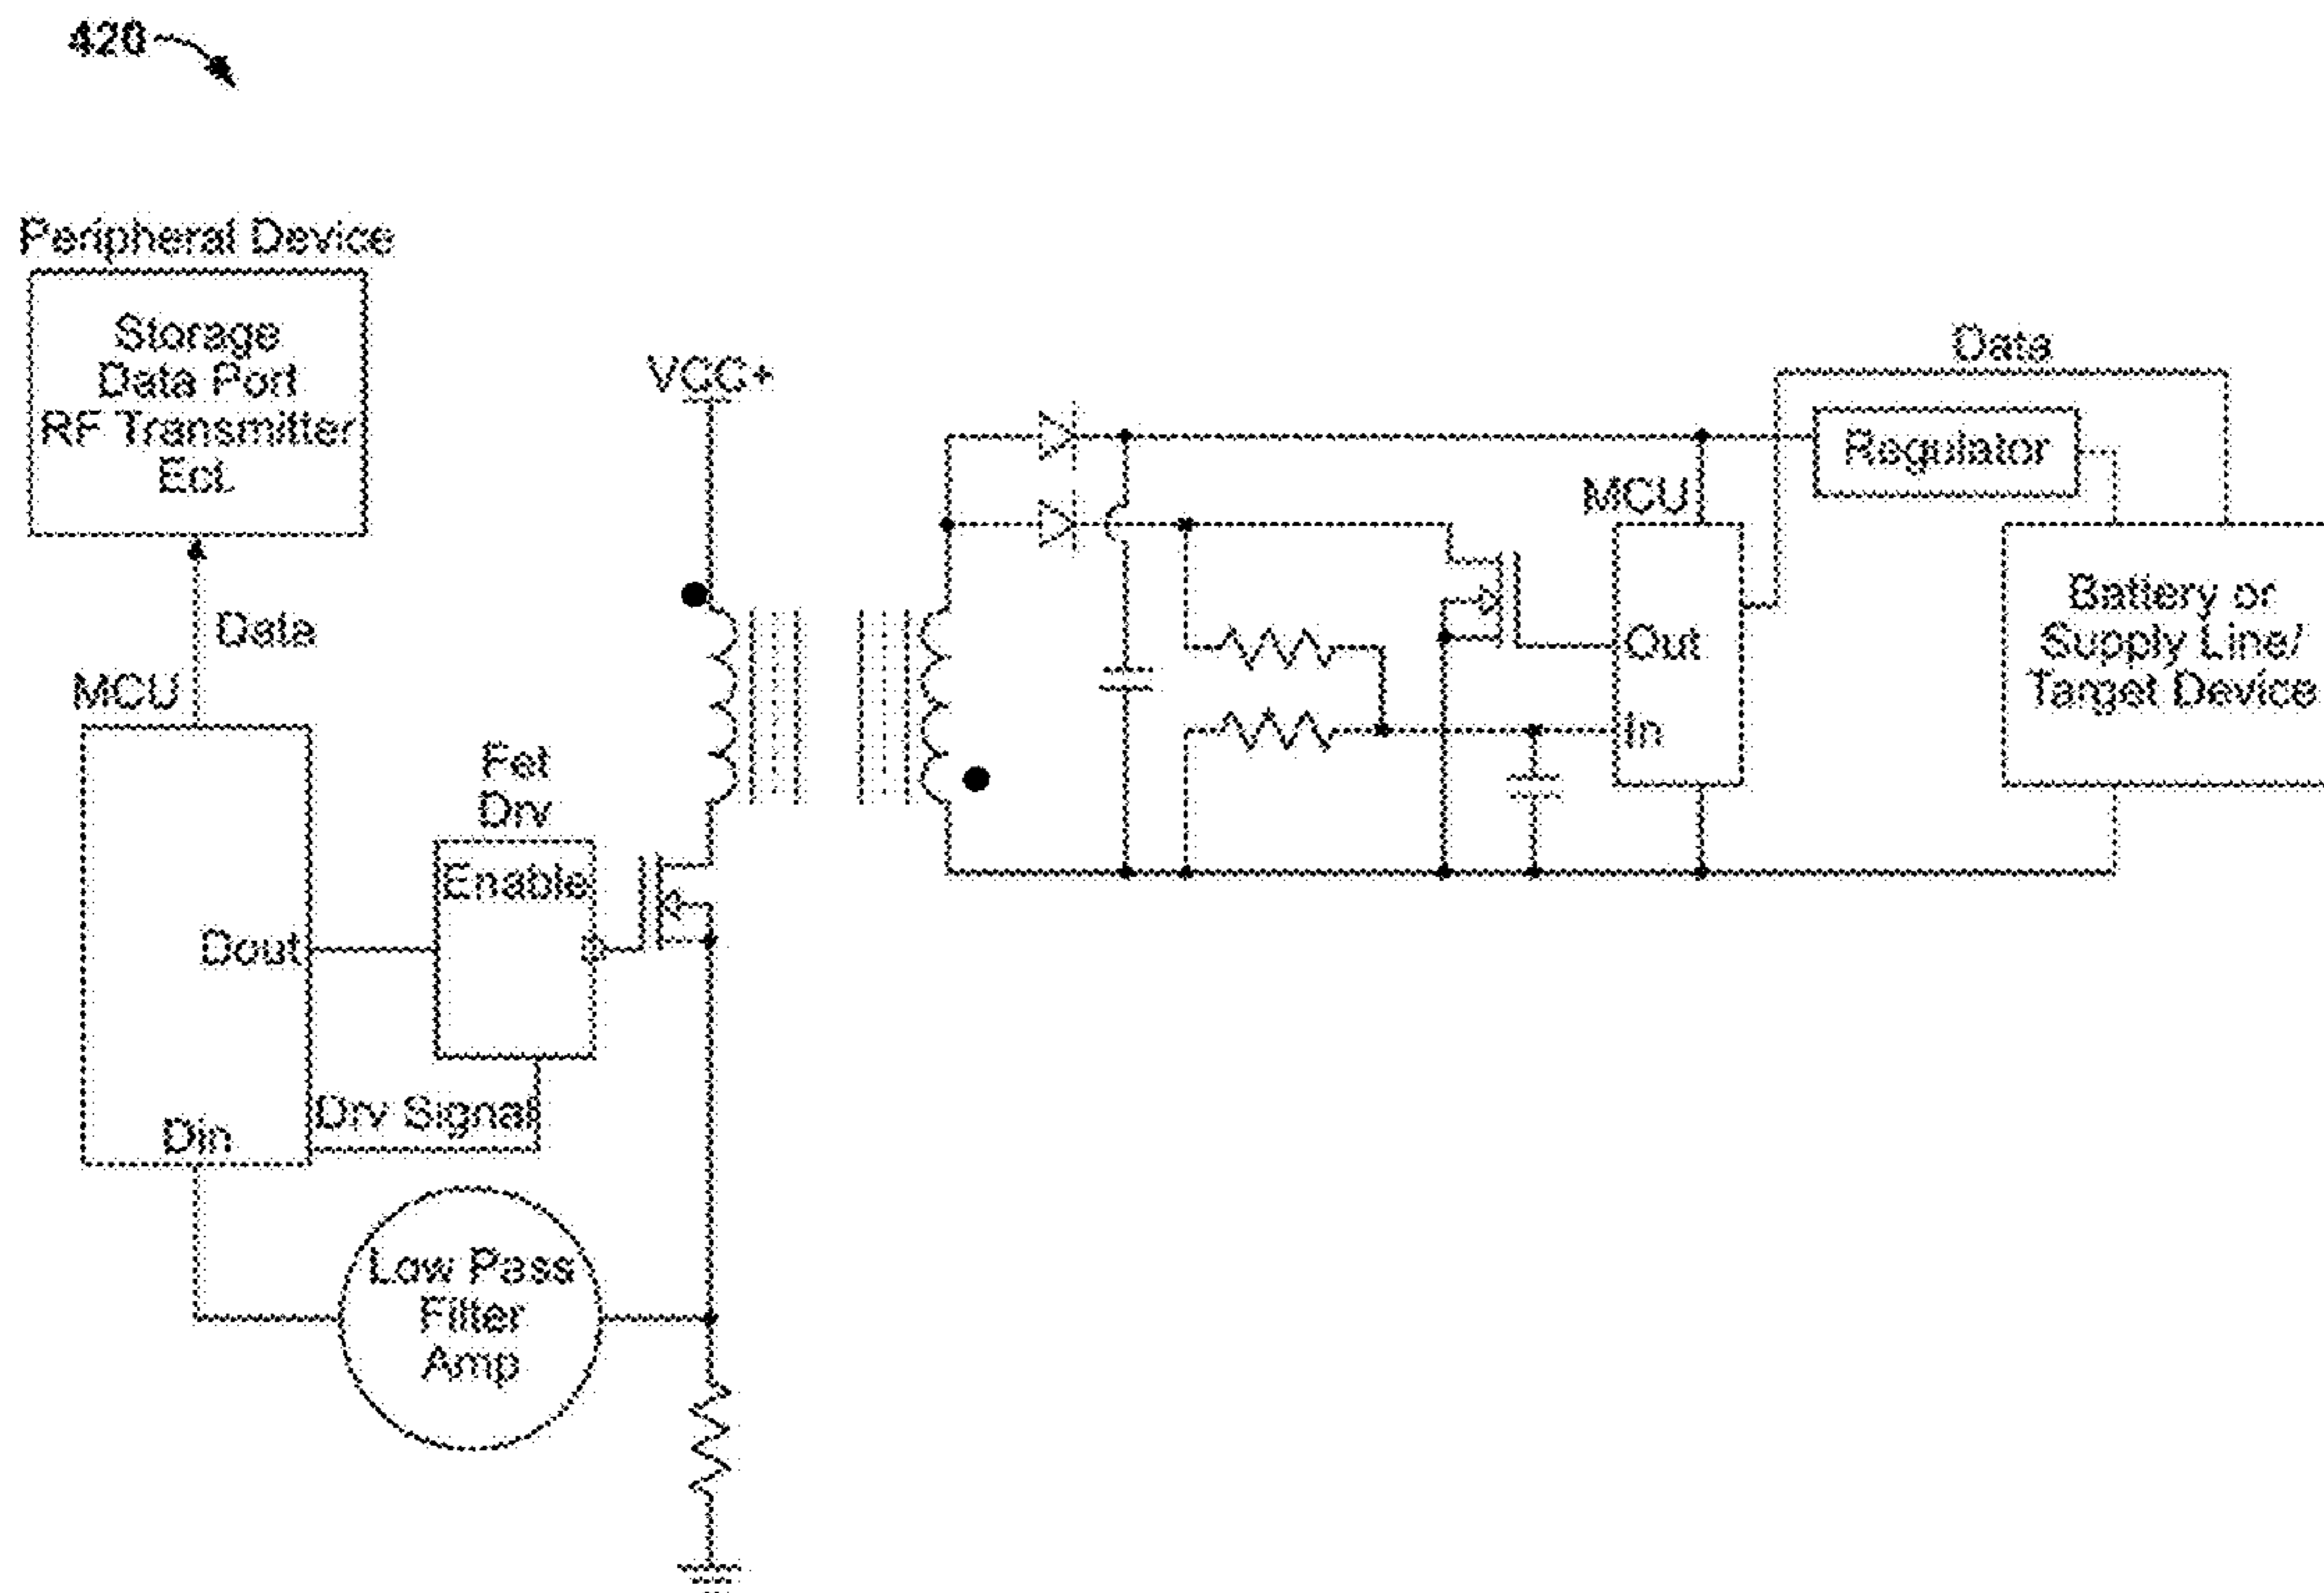 420
Peripheral Device
Storage
Data Port
RF Transmitter
Ect.
Data
MCU
Dout
Din
Fet
Drv
Enable
Drv Signal
Low Pass
Filter
Amp
VCC+
Data
Regulator
MCU
Out
In
Battery or
Supply Line/
Target Device